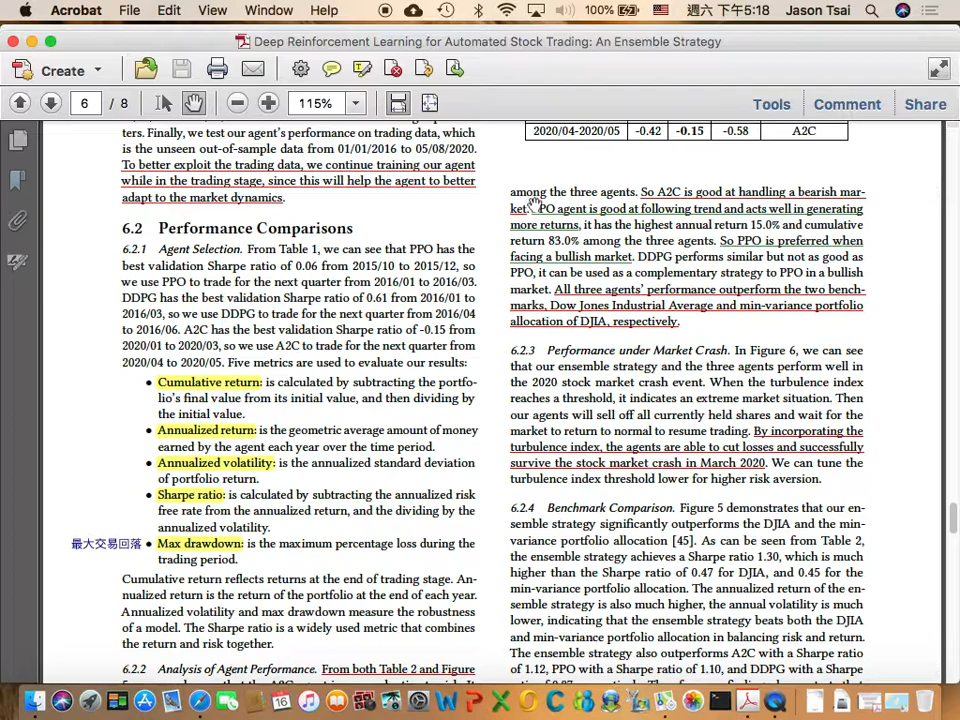 Acrobat File Edit View Window Help 100% 週六 下午5:18 Jason Tsai
Deep Reinforcement Learning for Automated Stock Trading: An Ensemble Strategy
Create
6 / 8 115% Tools Comment Share
ters. Finally, we test our agent's performance on trading data, which
is the unseen out-of-sample data from 01/01/2016 to 05/08/2020.
To better exploit the trading data, we continue training our agent
while in the trading stage, since this will help the agent to better
adapt to the market dynamics.
6.2 Performance Comparisons
6.2.1 Agent Selection. From Table 1, we can see that PPO has the
best validation Sharpe ratio of 0.06 from 2015/10 to 2015/12, so
we use PPO to trade for the next quarter from 2016/01 to 2016/03.
DDPG has the best validation Sharpe ratio of 0.61 from 2016/01 to
2016/03, so we use DDPG to trade for the next quarter from 2016/04
to 2016/06. A2C has the best validation Sharpe ratio of -0.15 from
2020/01 to 2020/03, so we use A2C to trade for the next quarter from
2020/04 to 2020/05. Five metrics are used to evaluate our results:
• Cumulative return: is calculated by subtracting the portfo-
lio's final value from its initial value, and then dividing by
the initial value.
• Annualized return: is the geometric average amount of money
earned by the agent each year over the time period.
• Annualized volatility: is the annualized standard deviation
of portfolio return.
• Sharpe ratio: is calculated by subtracting the annualized risk
free rate from the annualized return, and the dividing by the
annualized volatility.
最大交易回落 • Max drawdown: is the maximum percentage loss during the
trading period.
Cumulative return reflects returns at the end of trading stage. An-
nualized return is the return of the portfolio at the end of each year.
Annualized volatility and max drawdown measure the robustness
of a model. The Sharpe ratio is a widely used metric that combines
the return and risk together.
6.2.2 Analysis of Agent Performance. From both Table 2 and Figure
2020/04-2020/05 -0.42 -0.15 -0.58 A2C
among the three agents. So A2C is good at handling a bearish mar-
ket. PPO agent is good at following trend and acts well in generating
more returns, it has the highest annual return 15.0% and cumulative
return 83.0% among the three agents. So PPO is preferred when
facing a bullish market. DDPG performs similar but not as good as
PPO, it can be used as a complementary strategy to PPO in a bullish
market. All three agents' performance outperform the two bench-
marks, Dow Jones Industrial Average and min-variance portfolio
allocation of DJIA, respectively.
6.2.3 Performance under Market Crash. In Figure 6, we can see
that our ensemble strategy and the three agents perform well in
the 2020 stock market crash event. When the turbulence index
reaches a threshold, it indicates an extreme market situation. Then
our agents will sell off all currently held shares and wait for the
market to return to normal to resume trading. By incorporating the
turbulence index, the agents are able to cut losses and successfully
survive the stock market crash in March 2020. We can tune the
turbulence index threshold lower for higher risk aversion.
6.2.4 Benchmark Comparison. Figure 5 demonstrates that our en-
semble strategy significantly outperforms the DJIA and the min-
variance portfolio allocation [45]. As can be seen from Table 2,
the ensemble strategy achieves a Sharpe ratio 1.30, which is much
higher than the Sharpe ratio of 0.47 for DJIA, and 0.45 for the
min-variance portfolio allocation. The annualized return of the en-
semble strategy is also much higher, the annual volatility is much
lower, indicating that the ensemble strategy beats both the DJIA
and min-variance portfolio allocation in balancing risk and return.
The ensemble strategy also outperforms A2C with a Sharpe ratio
of 1.12, PPO with a Sharpe ratio of 1.10, and DDPG with a Sharpe